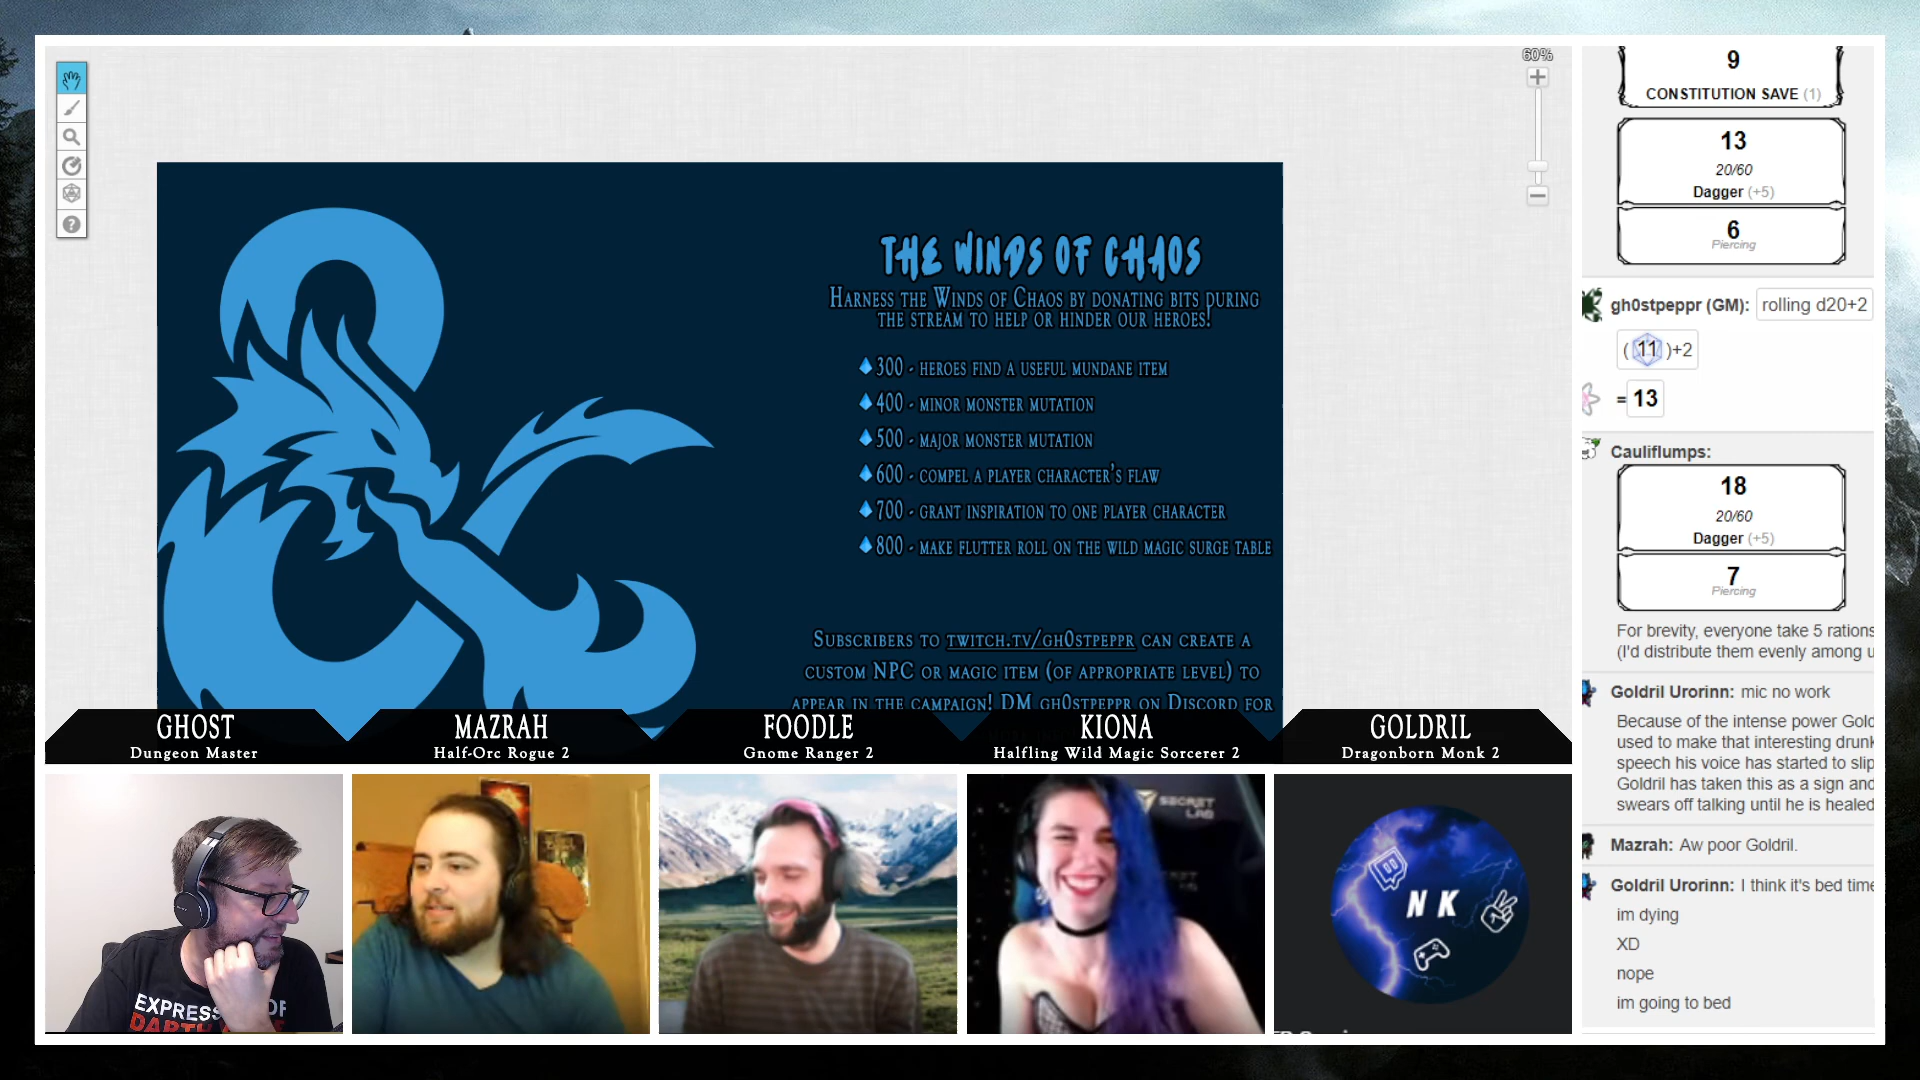 60%
THE WINDS OF CHAOS
HARNESS THE WINDS OF CHAOS BY DONATING BITS DURING
THE STREAM TO HELP OR HINDER OUR HEROES!
300 - HEROES FIND A USEFUL MUNDANE ITEM
400 - MINOR MONSTER MUTATION
500 - MAJOR MONSTER MUTATION
600 - COMPEL A PLAYER CHARACTER'S FLAW
700 - GRANT INSPIRATION TO ONE PLAYER CHARACTER
800 - MAKE FLUTTER ROLL ON THE WILD MAGIC SURGE TABLE
SUBSCRIBERS TO TWITCH.TV/GH0STPEPPR CAN CREATE A
CUSTOM NPC OR MAGIC ITEM (OF APPROPRIATE LEVEL) TO
APPEAR IN THE CAMPAIGN! DM GH0STPEPPR ON DISCORD FOR
GHOST
Dungeon Master
MAZRAH
Half-Orc Rogue 2
FOODLE
Gnome Ranger 2
KIONA
Halfling Wild Magic Sorcerer 2
GOLDRIL
Dragonborn Monk 2
EXPRESS OF
DARTH
SECRET
LAB
N K
9
CONSTITUTION SAVE (1)
13
20/60
Dagger (+5)
6
Piercing
gh0stpeppr (GM): rolling d20+2
(11)+2
=13
Cauliflumps:
18
20/60
Dagger (+5)
7
Piercing
For brevity, everyone take 5 rations
(I'd distribute them evenly among u
Goldril Urorinn: mic no work
Because of the intense power Gold
used to make that interesting drunk
speech his voice has started to slip
Goldril has taken this as a sign and
swears off talking until he is healed
Mazrah: Aw poor Goldril.
Goldril Urorinn: I think it's bed time
im dying
XD
nope
im going to bed